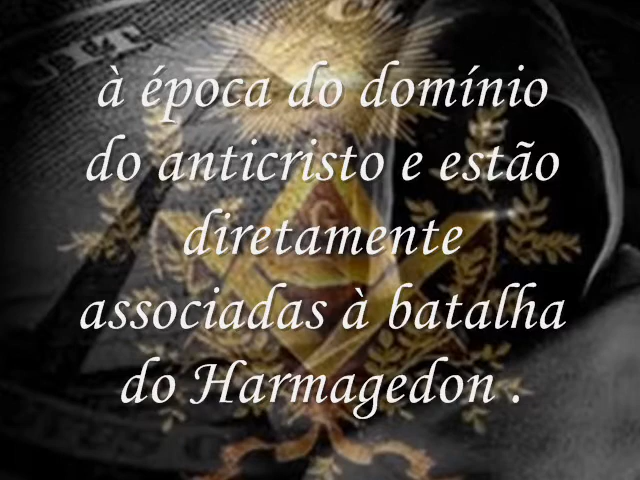 à época do domínio
do anticristo e estão
diretamente
associadas à batalha
do Harmagedon .